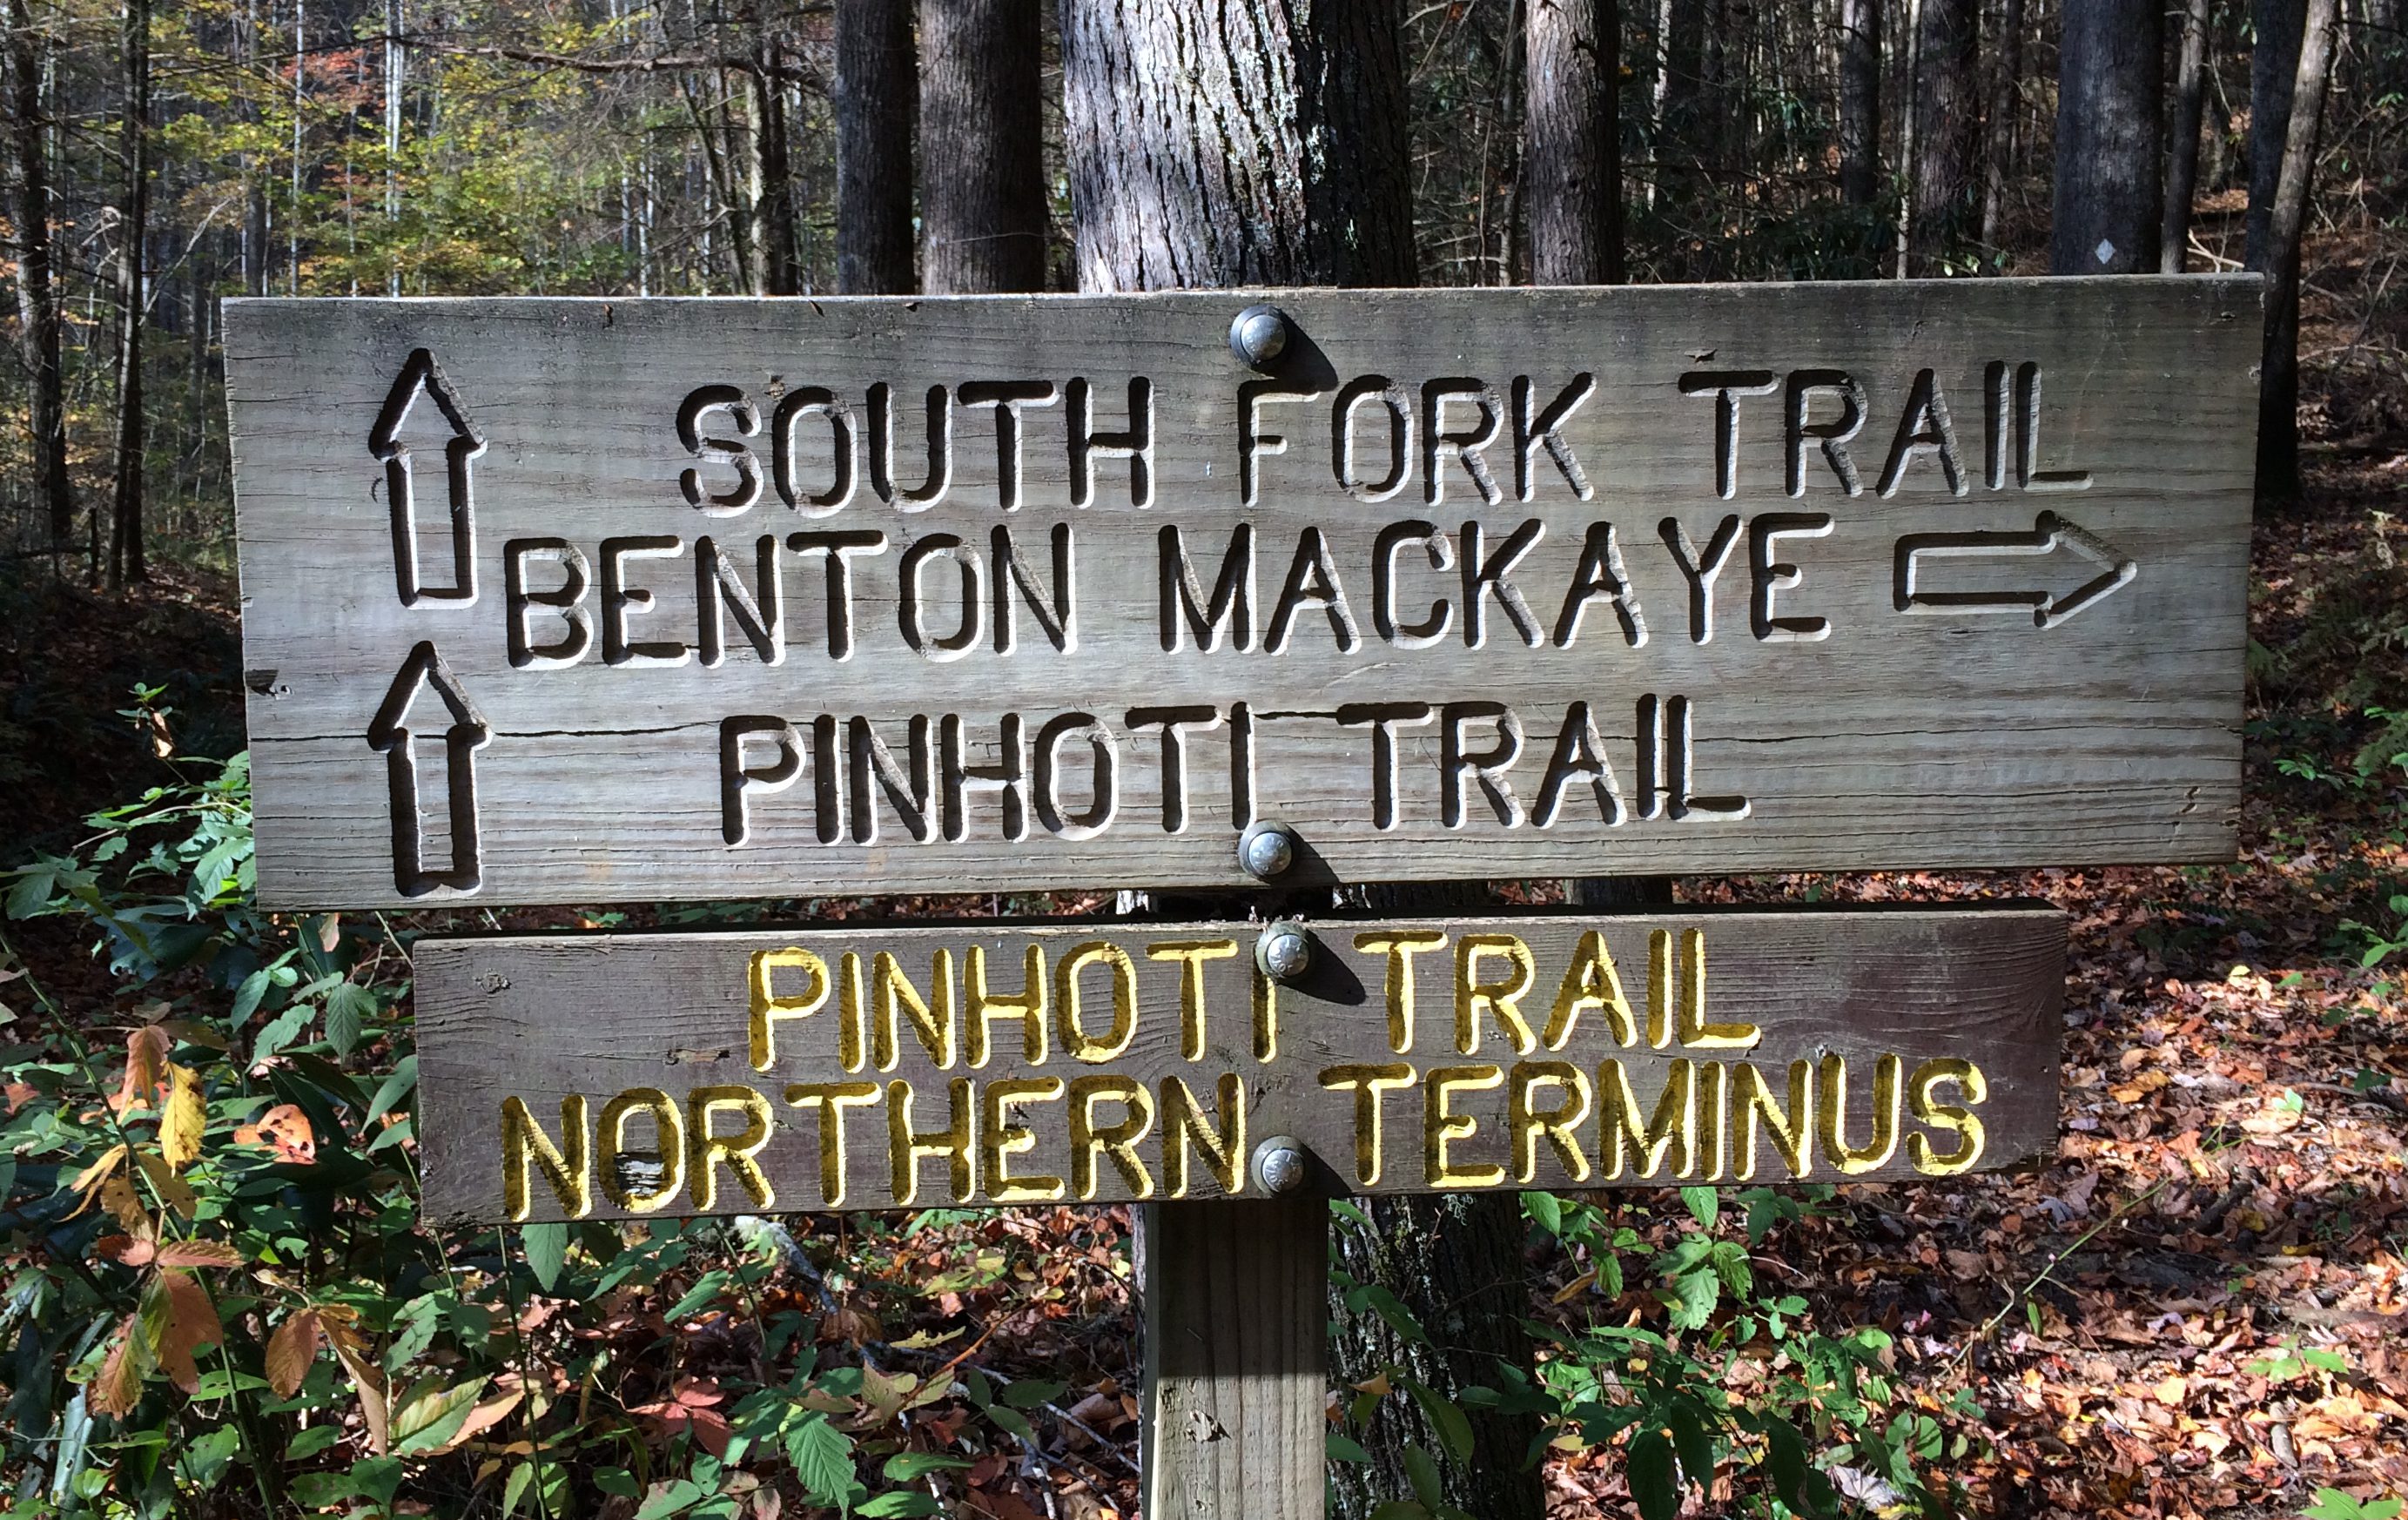 SOUTH FORK TRAIL
BENTON MACKAYE
PINHOTI TRAIL
PINHOTI TRAIL
NORTHERN TERMINUS